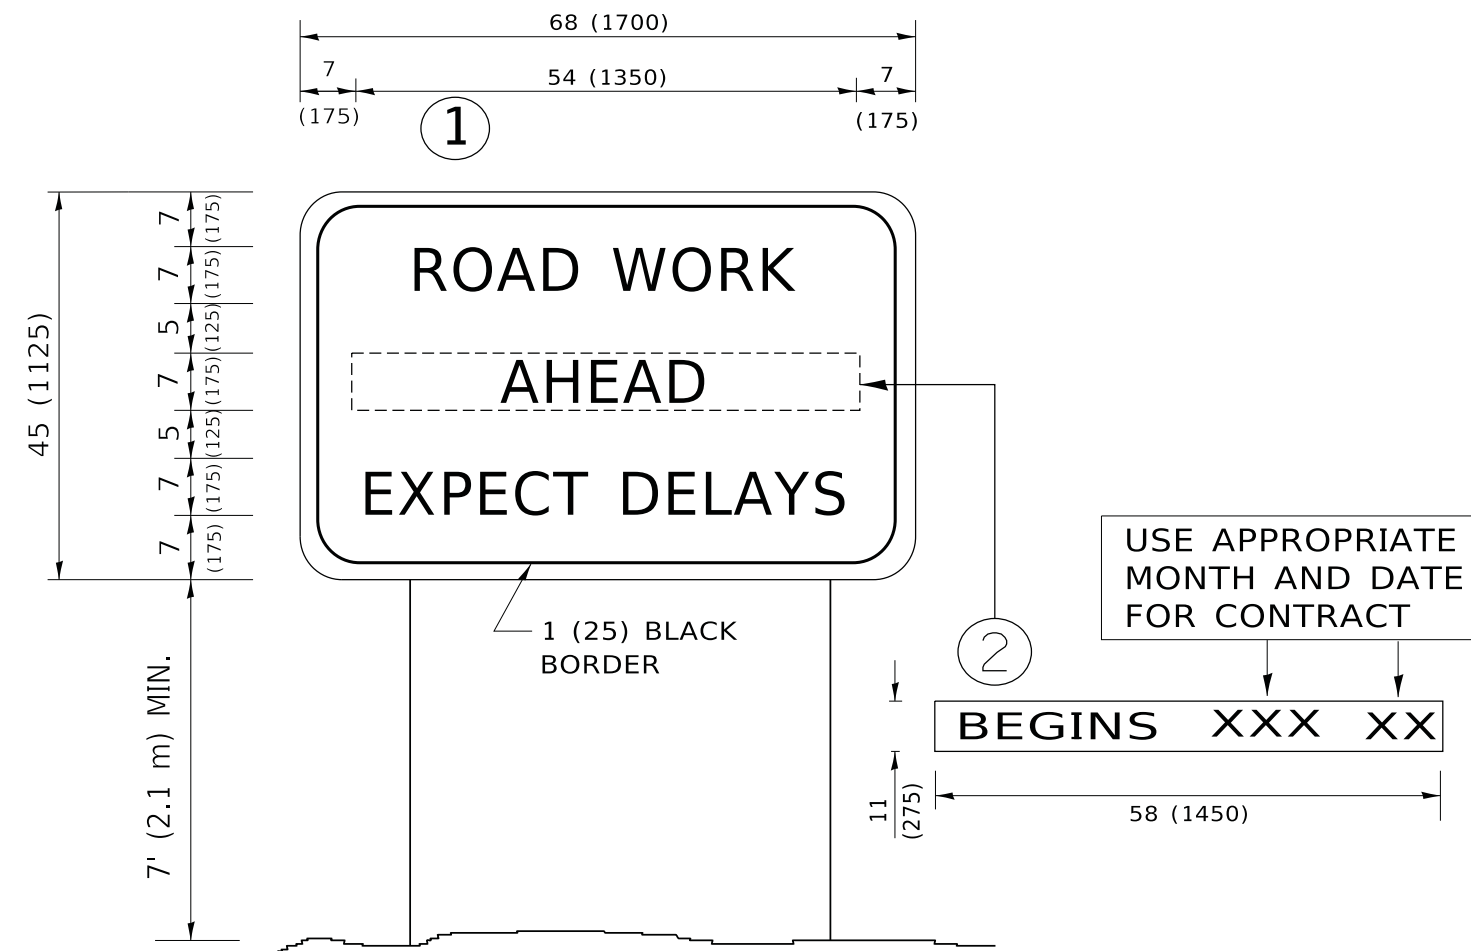 68 (1700)
7
54 (1350)
7
(175)
(175)
1
45 (1125)
7
(175)
7
(175)
5
(125)
7
(175)
5
(125)
7
(175)
7
(175)
ROAD WORK
AHEAD
EXPECT DELAYS
1 (25) BLACK
BORDER
7' (2.1 m) MIN.
USE APPROPRIATE
MONTH AND DATE
FOR CONTRACT
2
BEGINS XXX XX
11
(275)
58 (1450)